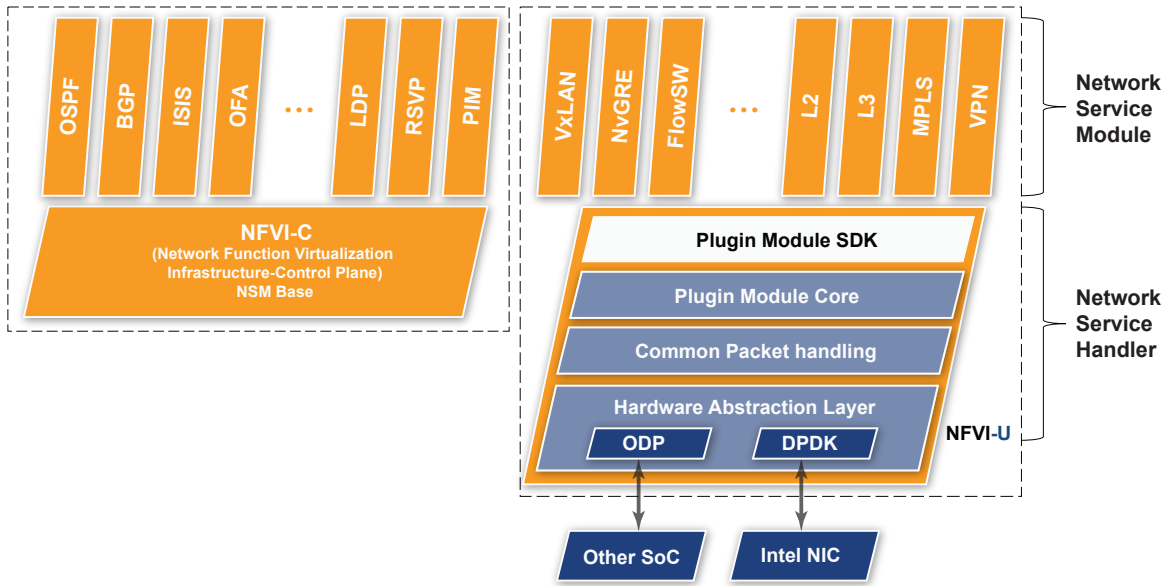 OSPF
BGP
ISIS
OFA
...
LDP
RSVP
PIM
NFVI-C
(Network Function Virtualization
Infrastructure-Control Plane)
NSM Base
VxLAN
NvGRE
FlowSW
...
L2
L3
MPLS
VPN
Network
Service
Module
Plugin Module SDK
Plugin Module Core
Common Packet handling
Hardware Abstraction Layer
ODP
DPDK
NFVI-U
Network
Service
Handler
Other SoC
Intel NIC